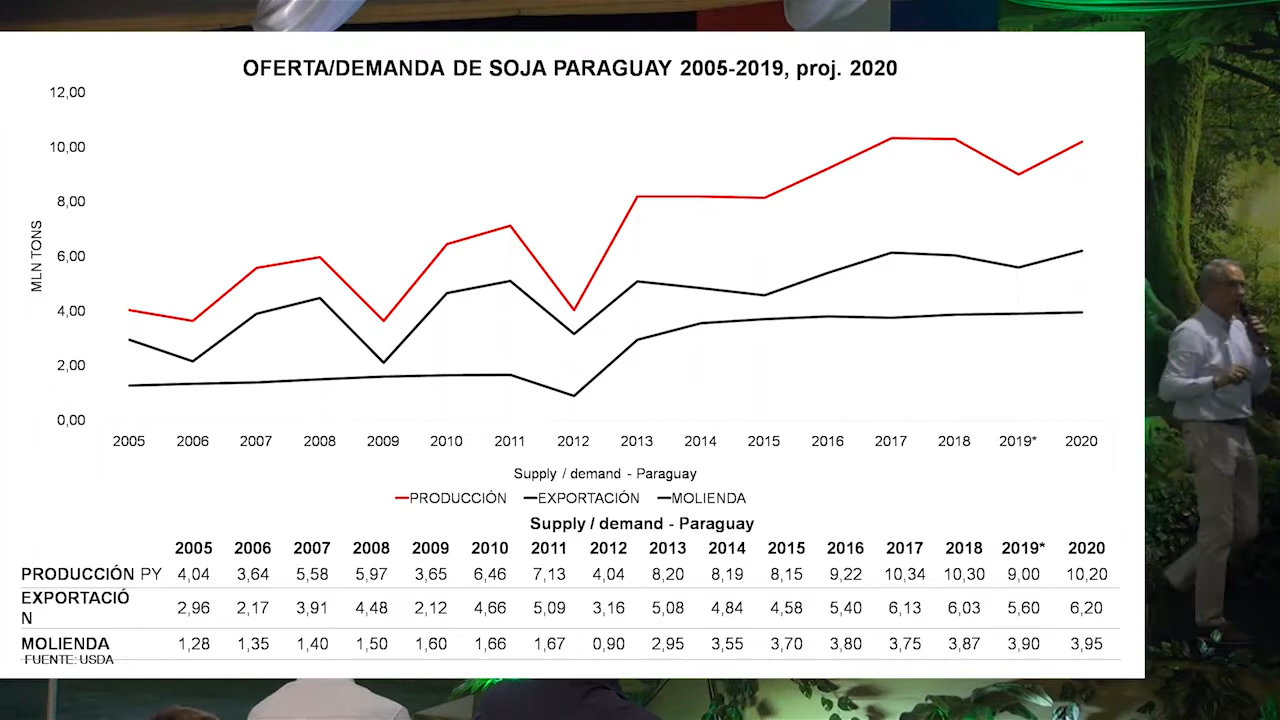 OFERTA/DEMANDA DE SOJA PARAGUAY 2005-2019, proj. 2020
12,00
10,00
8,00
6,00
4,00
2,00
0,00
MLN TONS
2005 2006 2007 2008 2009 2010 2011 2012 2013 2014 2015 2016 2017 2018 2019* 2020
Supply / demand - Paraguay
PRODUCCIÓN EXPORTACIÓN MOLIENDA
Supply / demand - Paraguay
2005 2006 2007 2008 2009 2010 2011 2012 2013 2014 2015 2016 2017 2018 2019* 2020
PRODUCCIÓN PY 4,04 3,64 5,58 5,97 3,65 6,46 7,13 4,04 8,20 8,19 8,15 9,22 10,34 10,30 9,00 10,20
EXPORTACIÓ
N 2,96 2,17 3,91 4,48 2,12 4,66 5,09 3,16 5,08 4,84 4,58 5,40 6,13 6,03 5,60 6,20
MOLIENDA 1,28 1,35 1,40 1,50 1,60 1,66 1,67 0,90 2,95 3,55 3,70 3,80 3,75 3,87 3,90 3,95
FUENTE: USDA